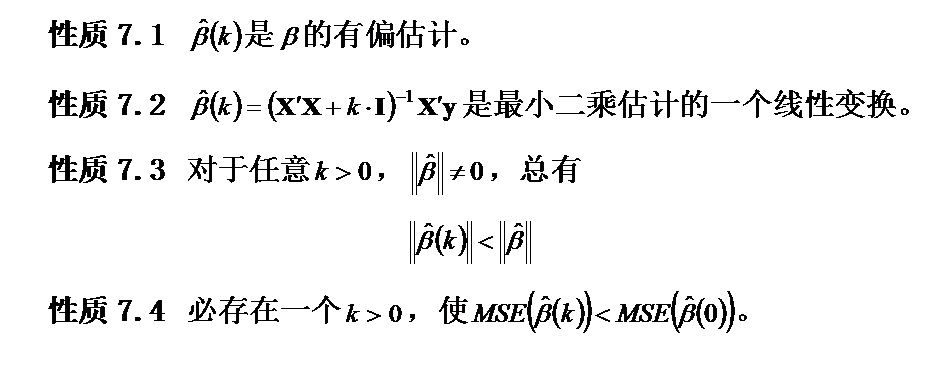 性质 7.1 β̂(k)是 β 的有偏估计。
性质 7.2 β̂(k)=(X′X+k·I)⁻¹X′y 是最小二乘估计的一个线性变换。
性质 7.3 对于任意 k>0，‖β̂‖≠0，总有
‖β̂(k)‖<‖β̂‖
性质 7.4 必存在一个 k>0，使 MSE(β̂(k))<MSE(β̂(0))。